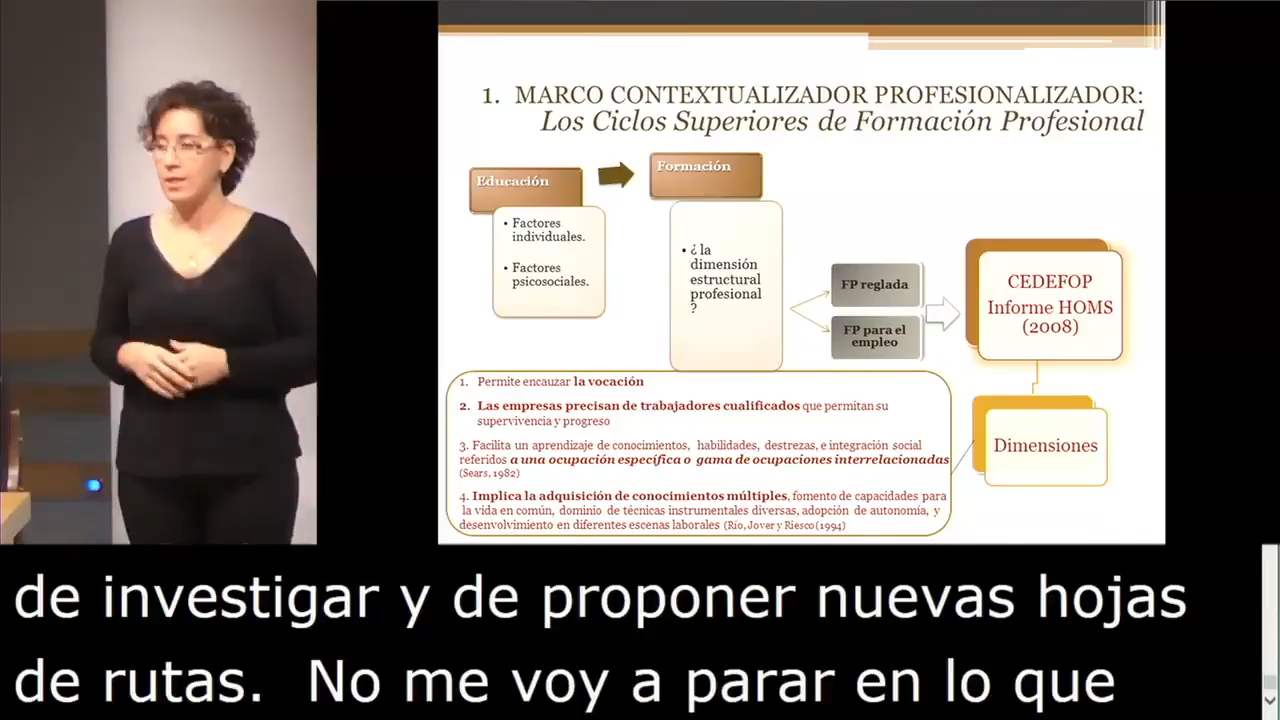 1. MARCO CONTEXTUALIZADOR PROFESIONALIZADOR:
Los Ciclos Superiores de Formación Profesional
Educación
• Factores
individuales.
• Factores
psicosociales.
Formación
• ¿ la
dimensión
estructural
profesional
?
FP reglada
FP para el
empleo
CEDEFOP
Informe HOMS
(2008)
Dimensiones
1. Permite encauzar la vocación
2. Las empresas precisan de trabajadores cualificados que permitan su
supervivencia y progreso
3. Facilita un aprendizaje de conocimientos, habilidades, destrezas, e integración social
referidos a una ocupación específica o gama de ocupaciones interrelacionadas
(Sears, 1982)
4. Implica la adquisición de conocimientos múltiples, fomento de capacidades para
la vida en común, dominio de técnicas instrumentales diversas, adopción de autonomía, y
desenvolvimiento en diferentes escenas laborales (Río, Jover y Riesco (1994)
de investigar y de proponer nuevas hojas
de rutas. No me voy a parar en lo que